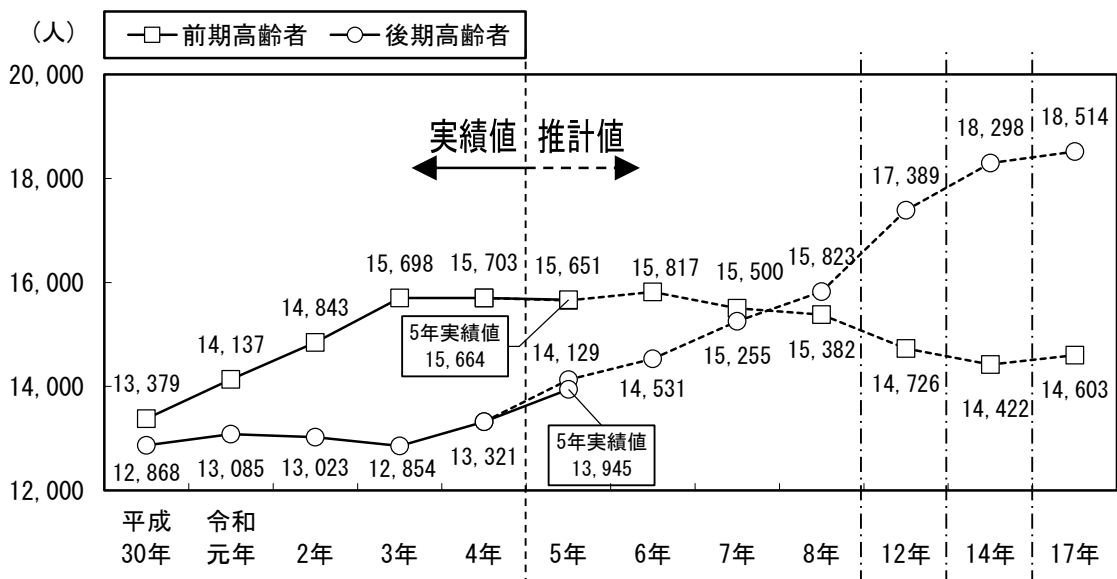 (人)
前期高齢者 後期高齢者
20,000
18,000
16,000
14,000
12,000
実績値 推計値
13,379 14,137 14,843 15,698 15,703 15,651 15,817 15,500 15,382 14,726 14,422 14,603
12,868 13,085 13,023 12,854 13,321 14,129 14,531 15,255 15,823 17,389 18,298 18,514
5年実績値
15,664
5年実績値
13,945
平成 令和
30年 元年 2年 3年 4年 5年 6年 7年 8年 12年 14年 17年